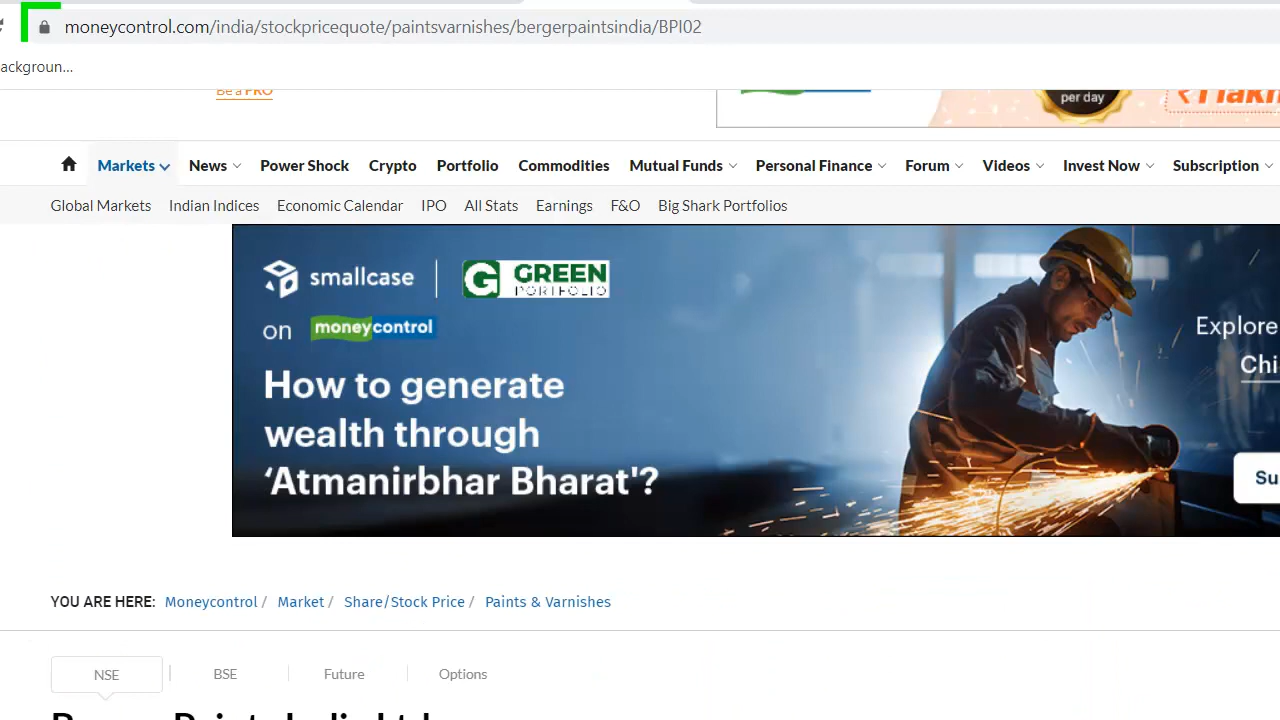 moneycontrol.com/india/stockpricequote/paintsvarnishes/bergerpaintsindia/BPI02
ackgroun...
Be a PRO
per day
Markets News Power Shock Crypto Portfolio Commodities Mutual Funds Personal Finance Forum Videos Invest Now Subscription
Global Markets Indian Indices Economic Calendar IPO All Stats Earnings F&O Big Shark Portfolios
smallcase G GREEN
PORTFOLIO
on moneycontrol
How to generate
wealth through
‘Atmanirbhar Bharat'?
Explore
Chi
Su
YOU ARE HERE: Moneycontrol / Market / Share/Stock Price / Paints & Varnishes
NSE BSE Future Options